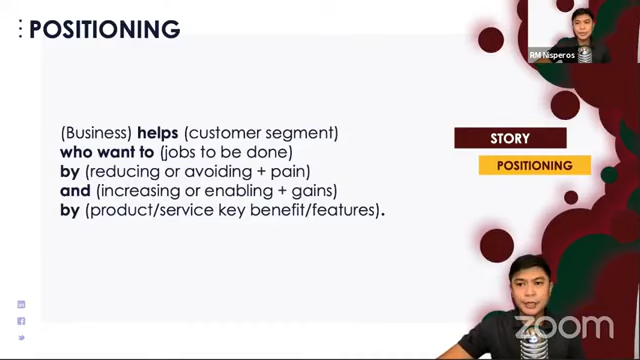 POSITIONING
RM Nisperos
(Business) helps (customer segment)
who want to (jobs to be done)
by (reducing or avoiding + pain)
and (increasing or enabling + gains)
by (product/service key benefit/features).
STORY
POSITIONING
zoom